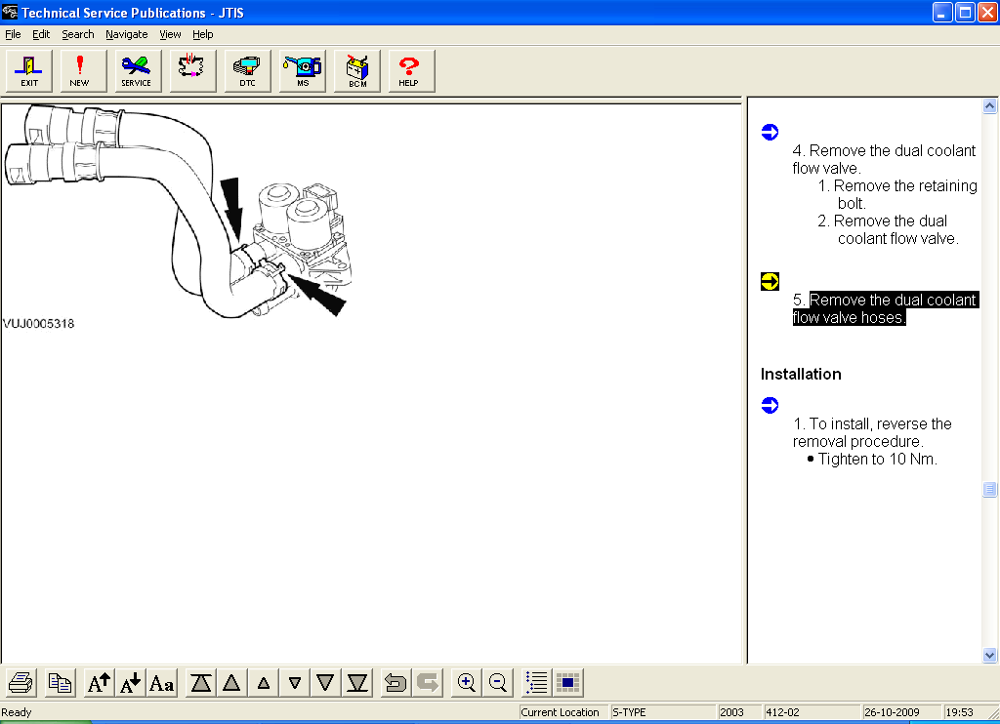 Technical Service Publications - JTIS
File Edit Search Navigate View Help
EXIT NEW SERVICE DTC MS BCM HELP
VUJ0005318
4. Remove the dual coolant
flow valve.
1. Remove the retaining
bolt.
2. Remove the dual
coolant flow valve.
5. Remove the dual coolant
flow valve hoses.
Installation
1. To install, reverse the
removal procedure.
• Tighten to 10 Nm.
A A Aa
Ready Current Location S-TYPE 2003 412-02 26-10-2009 19:53